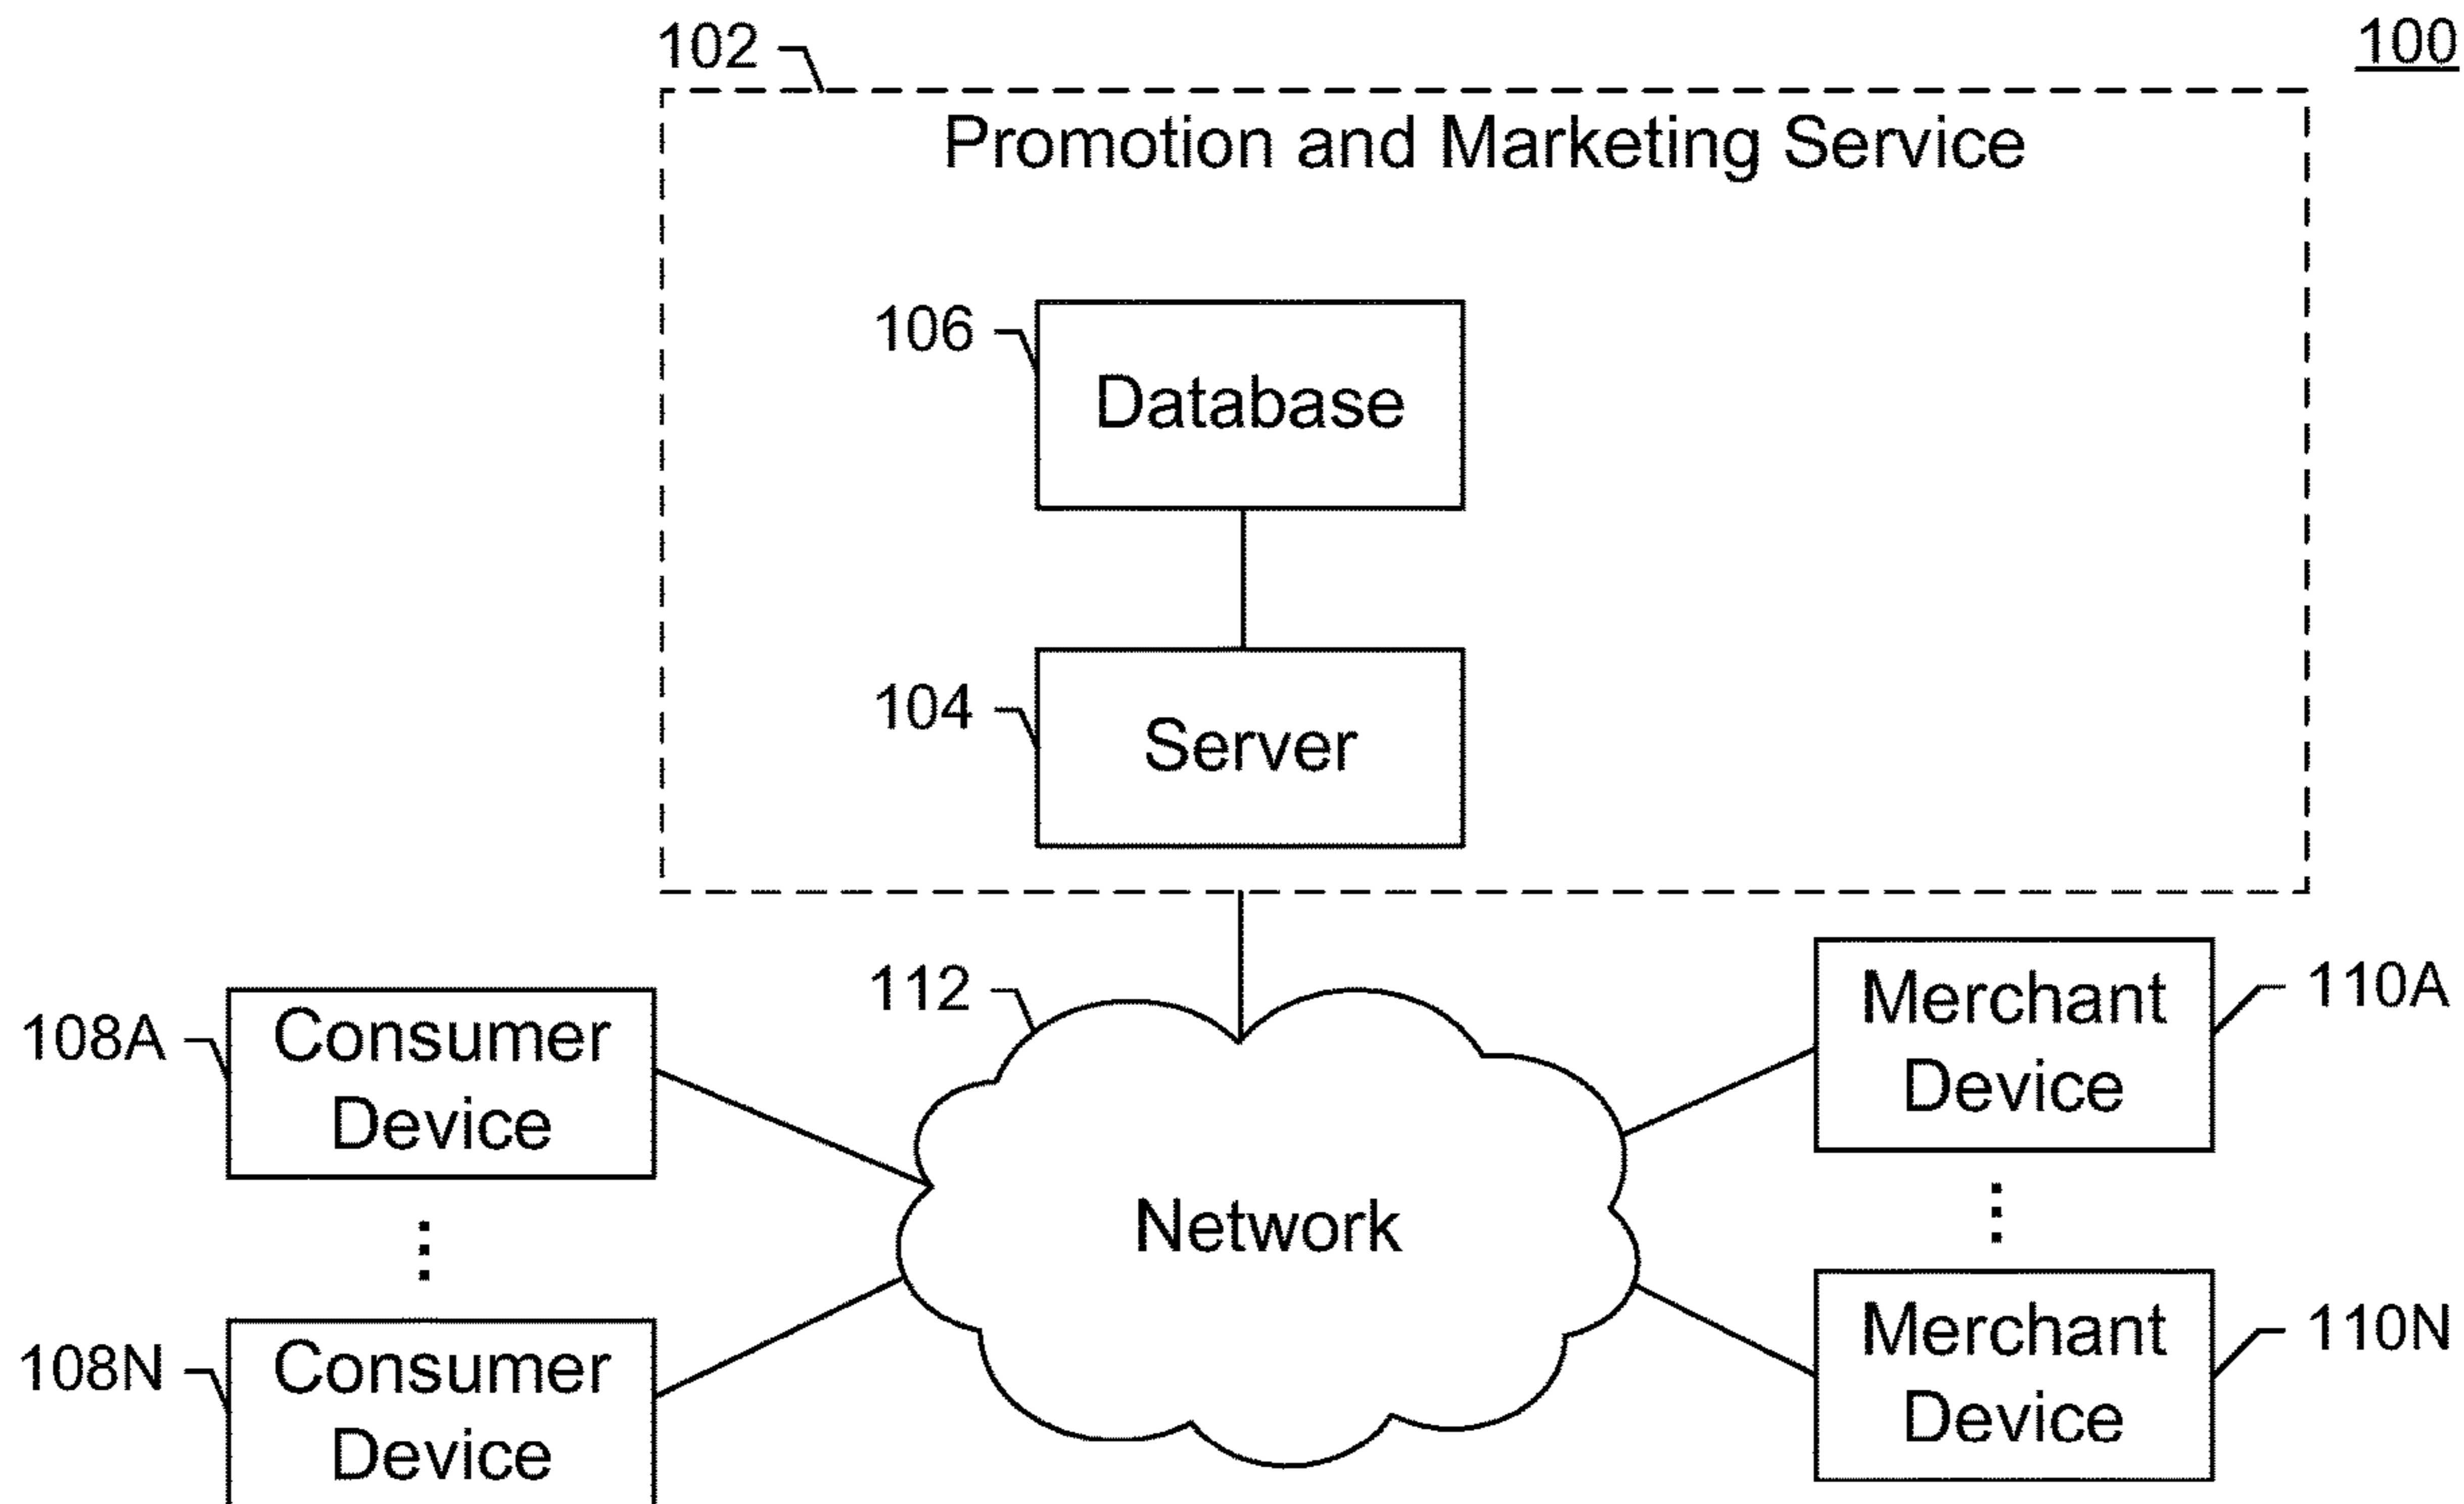 100
102
Promotion and Marketing Service
106
Database
104
Server
112
108A
Consumer
Device
108N
Consumer
Device
Network
Merchant
Device
110A
Merchant
Device
110N